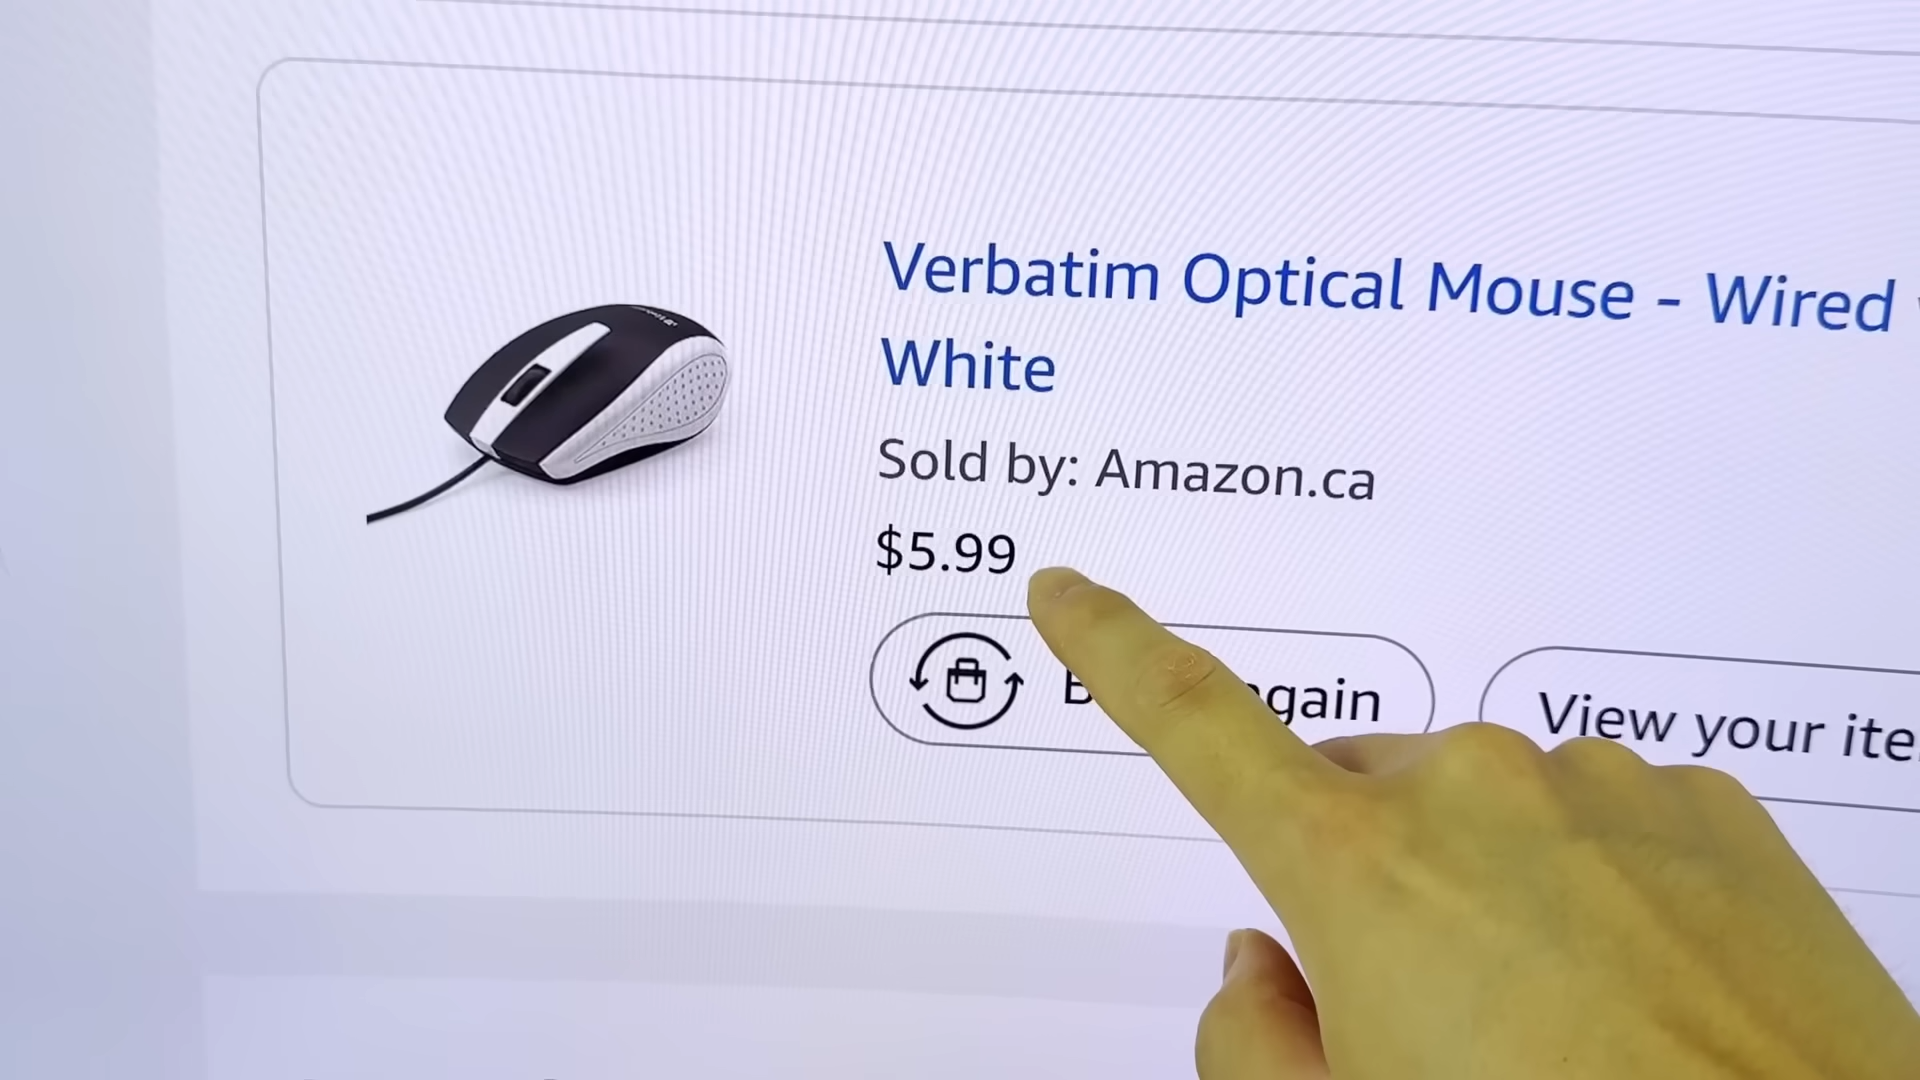 Verbatim Optical Mouse - Wired
White
Sold by: Amazon.ca
$5.99
gain
View your ite